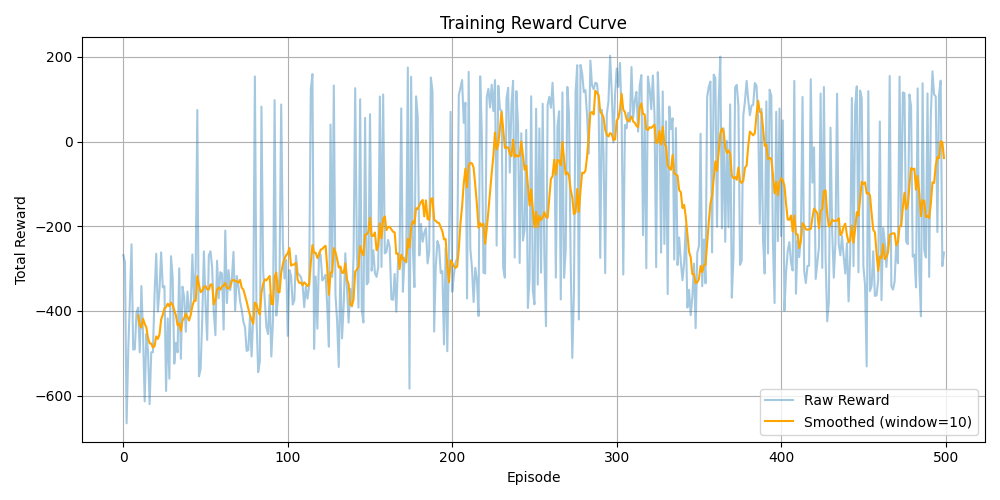 Training Reward Curve
Total Reward
200
0
−200
−400
−600
0 100 200 300 400 500
Episode
Raw Reward
Smoothed (window=10)